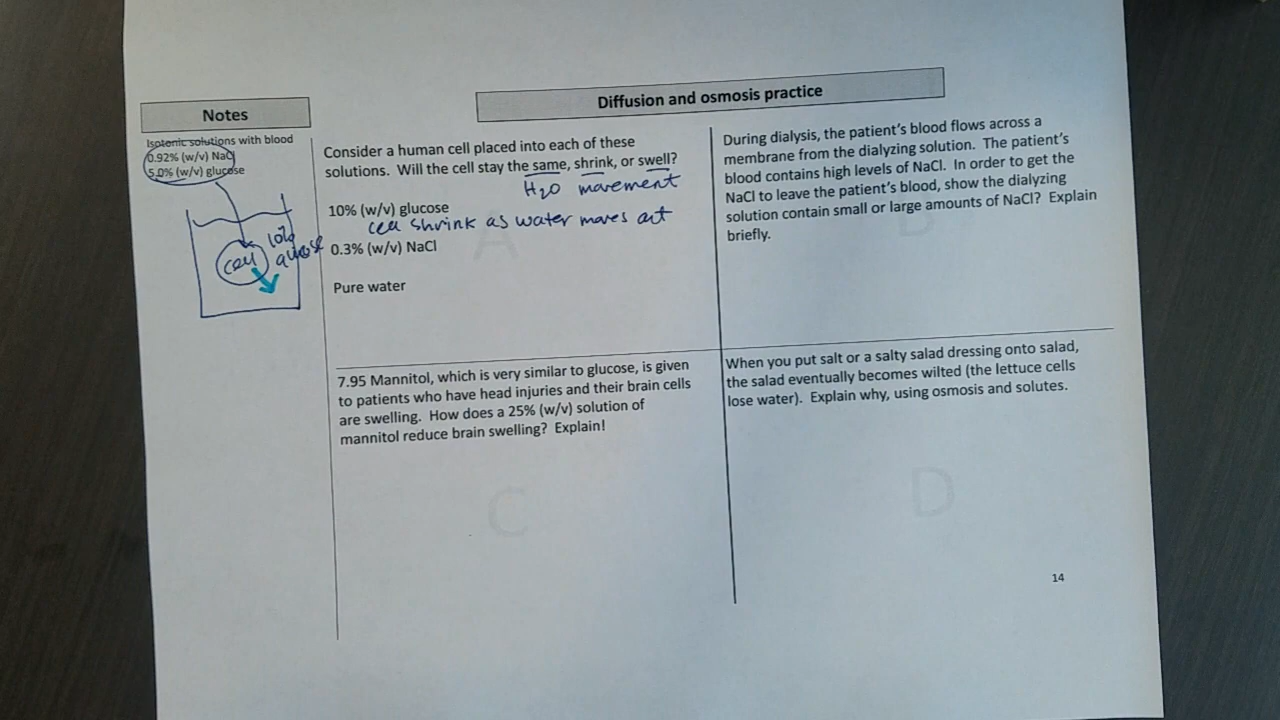 Notes
Diffusion and osmosis practice
Isotonic solutions with blood
0.92% (w/v) NaCl
5.0% (w/v) glucose
cell
10%
glucose
Consider a human cell placed into each of these
solutions. Will the cell stay the same, shrink, or swell?
H2O movement
10% (w/v) glucose
cell shrink as water moves out
0.3% (w/v) NaCl
Pure water
A
During dialysis, the patient's blood flows across a
membrane from the dialyzing solution. The patient's
blood contains high levels of NaCl. In order to get the
NaCl to leave the patient's blood, show the dialyzing
solution contain small or large amounts of NaCl? Explain
briefly.
B
7.95 Mannitol, which is very similar to glucose, is given
to patients who have head injuries and their brain cells
are swelling. How does a 25% (w/v) solution of
mannitol reduce brain swelling? Explain!
C
When you put salt or a salty salad dressing onto salad,
the salad eventually becomes wilted (the lettuce cells
lose water). Explain why, using osmosis and solutes.
D
14